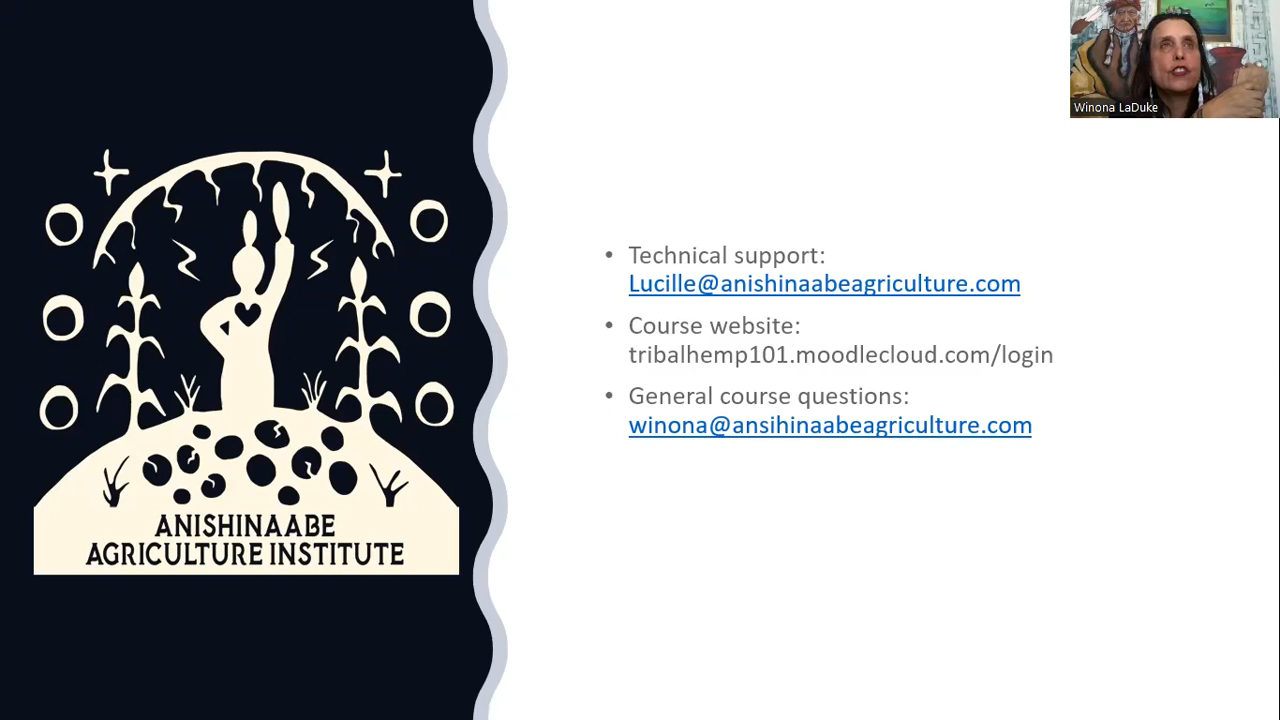 Winona LaDuke
Technical support:
Lucille@anishinaabeagriculture.com
Course website:
tribalhemp101.moodlecloud.com/login
General course questions:
winona@ansihinaabeagriculture.com
ANISHINAABE
AGRICULTURE INSTITUTE